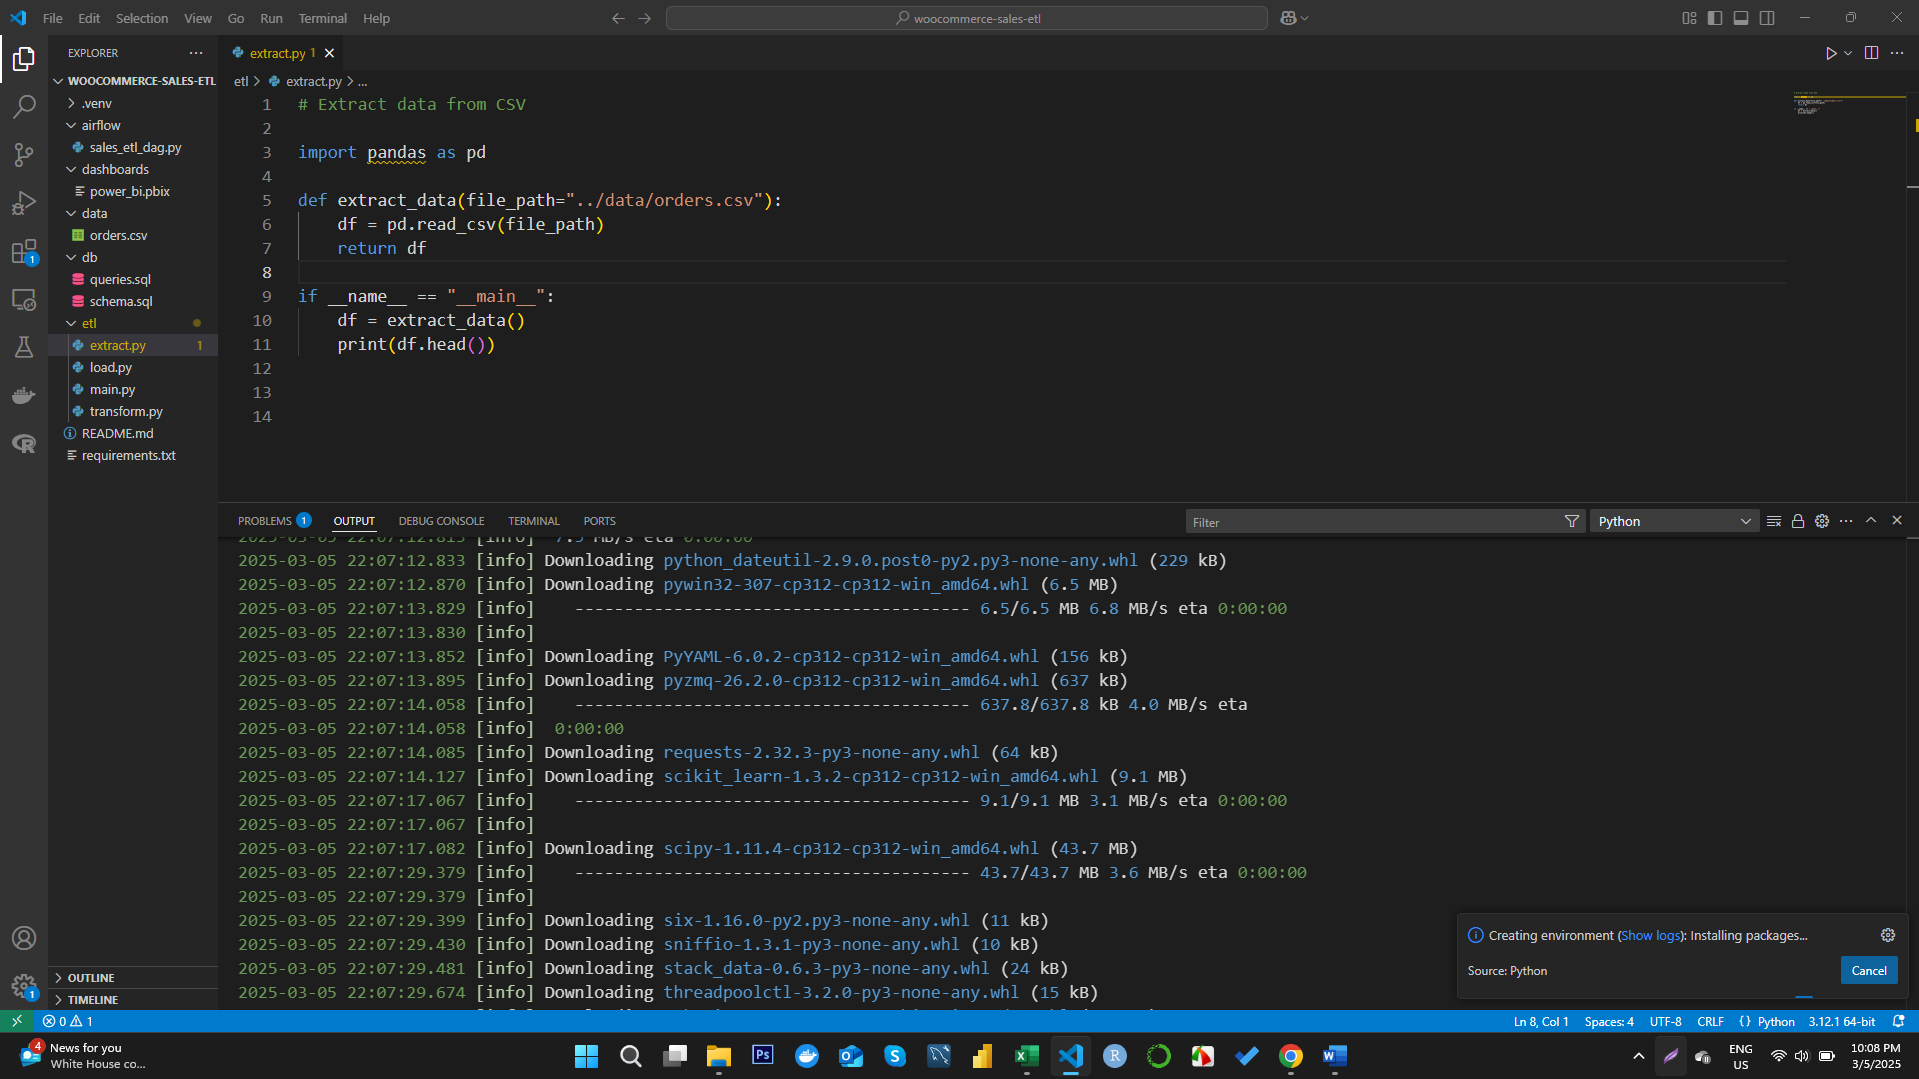 File Edit Selection View Go Run Terminal Help
woocommerce-sales-etl
EXPLORER
WOOCOMMERCE-SALES-ETL
.venv
airflow
sales_etl_dag.py
dashboards
power_bi.pbix
data
orders.csv
db
queries.sql
schema.sql
etl
extract.py 1
load.py
main.py
transform.py
README.md
requirements.txt
OUTLINE
TIMELINE
extract.py 1
etl > extract.py > ...
1 # Extract data from CSV
2
3 import pandas as pd
4
5 def extract_data(file_path="../data/orders.csv"):
6 df = pd.read_csv(file_path)
7 return df
8
9 if __name__ == "__main__":
10 df = extract_data()
11 print(df.head())
12
13
14
PROBLEMS 1 OUTPUT DEBUG CONSOLE TERMINAL PORTS
Filter
Python
2025-03-05 22:07:12.813 [info] 7.5 MB/s eta 0:00:00
2025-03-05 22:07:12.833 [info] Downloading python_dateutil-2.9.0.post0-py2.py3-none-any.whl (229 kB)
2025-03-05 22:07:12.870 [info] Downloading pywin32-307-cp312-cp312-win_amd64.whl (6.5 MB)
2025-03-05 22:07:13.829 [info] ---------------------------------------- 6.5/6.5 MB 6.8 MB/s eta 0:00:00
2025-03-05 22:07:13.830 [info]
2025-03-05 22:07:13.852 [info] Downloading PyYAML-6.0.2-cp312-cp312-win_amd64.whl (156 kB)
2025-03-05 22:07:13.895 [info] Downloading pyzmq-26.2.0-cp312-cp312-win_amd64.whl (637 kB)
2025-03-05 22:07:14.058 [info] ---------------------------------------- 637.8/637.8 kB 4.0 MB/s eta
2025-03-05 22:07:14.058 [info] 0:00:00
2025-03-05 22:07:14.085 [info] Downloading requests-2.32.3-py3-none-any.whl (64 kB)
2025-03-05 22:07:14.127 [info] Downloading scikit_learn-1.3.2-cp312-cp312-win_amd64.whl (9.1 MB)
2025-03-05 22:07:17.067 [info] ---------------------------------------- 9.1/9.1 MB 3.1 MB/s eta 0:00:00
2025-03-05 22:07:17.067 [info]
2025-03-05 22:07:17.082 [info] Downloading scipy-1.11.4-cp312-cp312-win_amd64.whl (43.7 MB)
2025-03-05 22:07:29.379 [info] ---------------------------------------- 43.7/43.7 MB 3.6 MB/s eta 0:00:00
2025-03-05 22:07:29.379 [info]
2025-03-05 22:07:29.399 [info] Downloading six-1.16.0-py2.py3-none-any.whl (11 kB)
2025-03-05 22:07:29.430 [info] Downloading sniffio-1.3.1-py3-none-any.whl (10 kB)
2025-03-05 22:07:29.481 [info] Downloading stack_data-0.6.3-py3-none-any.whl (24 kB)
2025-03-05 22:07:29.674 [info] Downloading threadpoolctl-3.2.0-py3-none-any.whl (15 kB)
Creating environment (Show logs): Installing packages...
Source: Python
Cancel
0 1
Ln 8, Col 1 Spaces: 4 UTF-8 CRLF {} Python 3.12.1 64-bit
4
News for you
White House co...
ENG
US
10:08 PM
3/5/2025